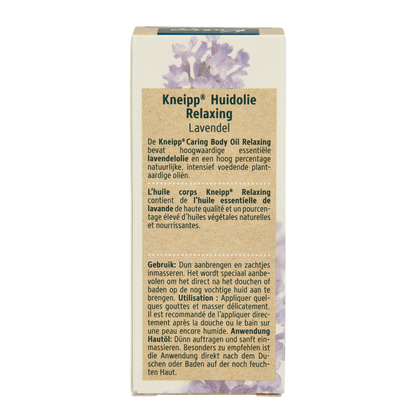 Kneipp® Huidolie
Relaxing
Lavendel
De Kneipp® Caring Body Oil Relaxing
bevat hoogwaardige essentiële
lavendelolie en een hoog percentage
natuurlijke, intensief voedende plant-
aardige oliën.
L'huile corps Kneipp® Relaxing
contient de l'huile essentielle de
lavande de haute qualité et un pourcen-
tage élevé d'huiles végetales naturelles
et nourrissantes.
Gebruik: Dun aanbrengen en zachtjes
inmasseren. Het wordt speciaal aanbe-
volen om het direct na het douchen of
baden op de nog vochtige huid aan te
brengen. Utilisation : Appliquer quel-
ques gouttes et masser délicatement.
Il est recommandé de l'appliquer direc-
tement après la douche ou le bain sur
une peau encore humide. Anwendung
Hautöl: Dünn auftragen und sanft ein-
massieren. Besonders zu empfehlen ist
die Anwendung direkt nach dem Du-
schen oder Baden auf der noch feuch-
ten Haut.